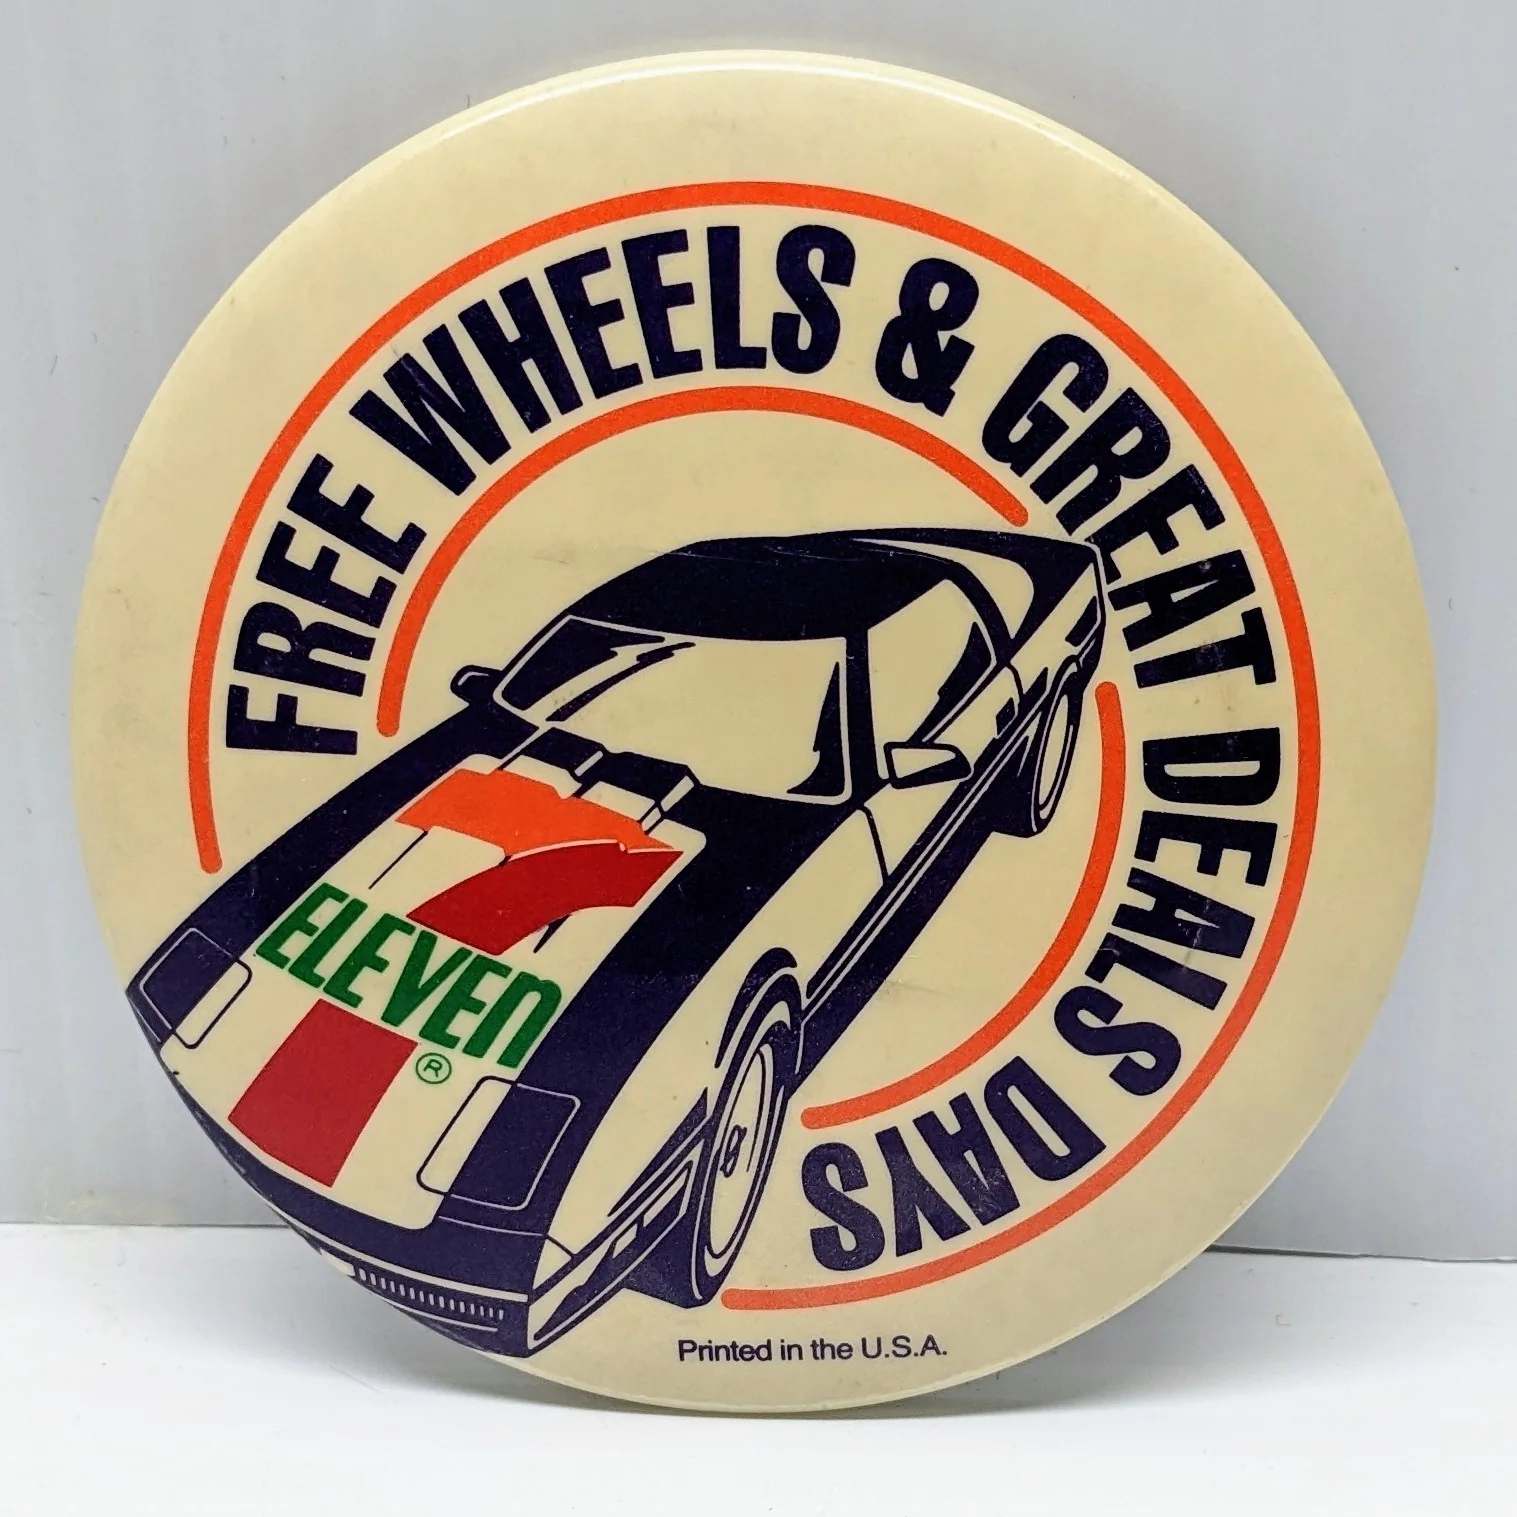 FREE WHEELS & GREAT DEALS DAYS
7
ELEVEn
®
Printed in the U.S.A.